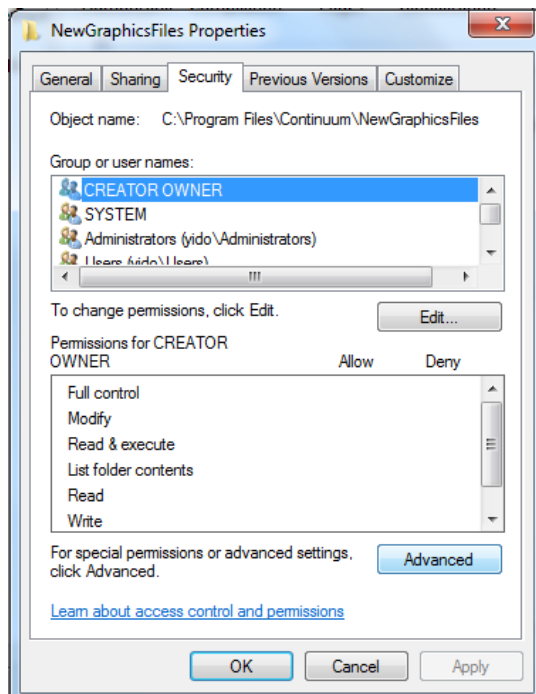 NewGraphicsFiles Properties
General Sharing Security Previous Versions Customize
Object name: C:\Program Files\Continuum\NewGraphicsFiles
Group or user names:
CREATOR OWNER
SYSTEM
Administrators (yido\Administrators)
Users (yido\Users)
To change permissions, click Edit.
Edit...
Permissions for CREATOR
OWNER Allow Deny
Full control
Modify
Read & execute
List folder contents
Read
Write
For special permissions or advanced settings,
click Advanced.
Advanced
Learn about access control and permissions
OK Cancel Apply